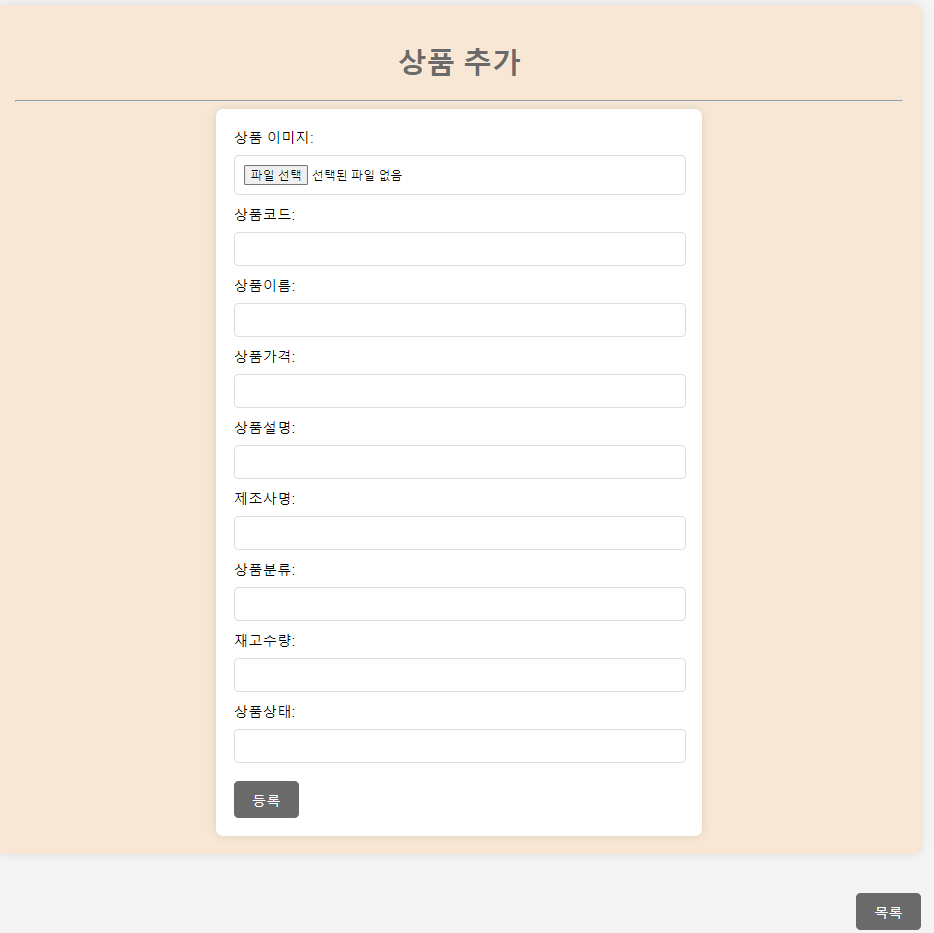 상품 추가
상품 이미지:
파일 선택 선택된 파일 없음
상품코드:
상품이름:
상품가격:
상품설명:
제조사명:
상품분류:
재고수량:
상품상태:
등록
목록